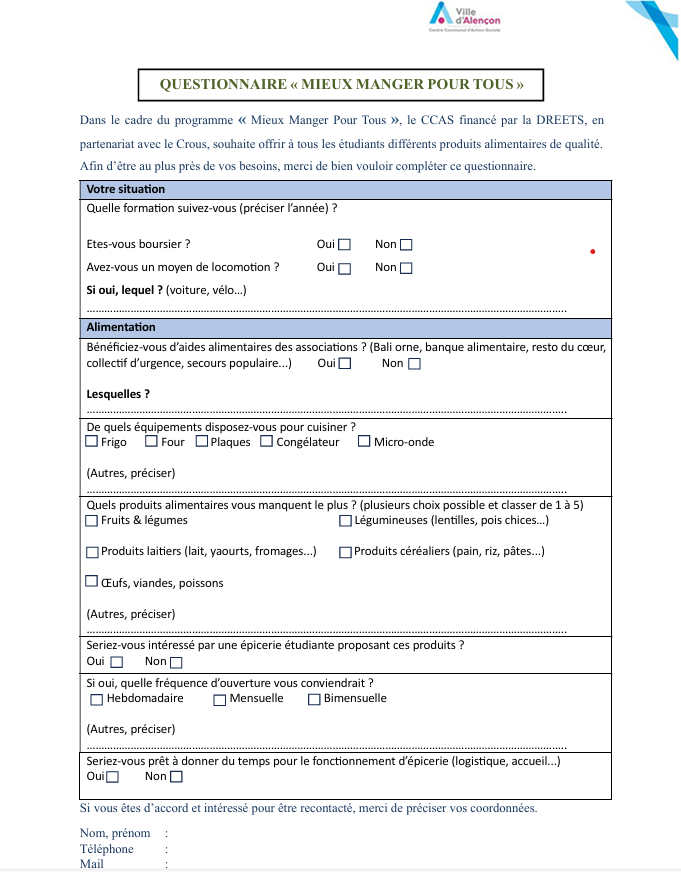 Ville
d'Alençon
Centre Communal d'Action Sociale
QUESTIONNAIRE « MIEUX MANGER POUR TOUS »
Dans le cadre du programme « Mieux Manger Pour Tous », le CCAS financé par la DREETS, en
partenariat avec le Crous, souhaite offrir à tous les étudiants différents produits alimentaires de qualité.
Afin d'être au plus près de vos besoins, merci de bien vouloir compléter ce questionnaire.
Votre situation
Quelle formation suivez-vous (préciser l'année) ?
Etes-vous boursier ? Oui ☐ Non ☐
Avez-vous un moyen de locomotion ? Oui ☐ Non ☐
Si oui, lequel ? (voiture, vélo…)
Alimentation
Bénéficiez-vous d'aides alimentaires des associations ? (Bali orne, banque alimentaire, resto du cœur,
collectif d'urgence, secours populaire...) Oui ☐ Non ☐
Lesquelles ?
De quels équipements disposez-vous pour cuisiner ?
☐ Frigo ☐ Four ☐ Plaques ☐ Congélateur ☐ Micro-onde
(Autres, préciser)
Quels produits alimentaires vous manquent le plus ? (plusieurs choix possible et classer de 1 à 5)
☐ Fruits & légumes ☐ Légumineuses (lentilles, pois chices…)
☐ Produits laitiers (lait, yaourts, fromages...) ☐ Produits céréaliers (pain, riz, pâtes...)
☐ Œufs, viandes, poissons
(Autres, préciser)
Seriez-vous intéressé par une épicerie étudiante proposant ces produits ?
Oui ☐ Non ☐
Si oui, quelle fréquence d'ouverture vous conviendrait ?
☐ Hebdomadaire ☐ Mensuelle ☐ Bimensuelle
(Autres, préciser)
Seriez-vous prêt à donner du temps pour le fonctionnement d'épicerie (logistique, accueil...)
Oui ☐ Non ☐
Si vous êtes d'accord et intéressé pour être recontacté, merci de préciser vos coordonnées.
Nom, prénom :
Téléphone :
Mail :